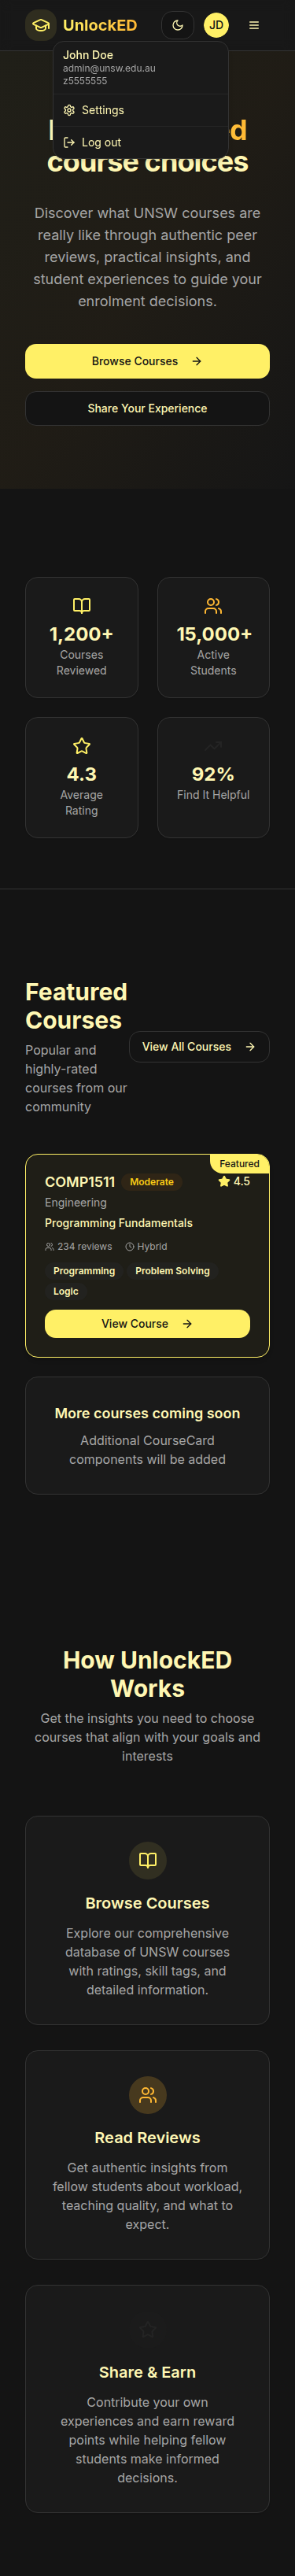 UnlockED
JD
John Doe
admin@unsw.edu.au
z5555555
Settings
Log out
course choices
Discover what UNSW courses are
really like through authentic peer
reviews, practical insights, and
student experiences to guide your
enrolment decisions.
Browse Courses
Share Your Experience
1,200+
Courses
Reviewed
15,000+
Active
Students
4.3
Average
Rating
92%
Find It Helpful
Featured
Courses
Popular and
highly-rated
courses from our
community
View All Courses
Featured
COMP1511
Moderate
4.5
Engineering
Programming Fundamentals
234 reviews
Hybrid
Programming
Problem Solving
Logic
View Course
More courses coming soon
Additional CourseCard
components will be added
How UnlockED
Works
Get the insights you need to choose
courses that align with your goals and
interests
Browse Courses
Explore our comprehensive
database of UNSW courses
with ratings, skill tags, and
detailed information.
Read Reviews
Get authentic insights from
fellow students about workload,
teaching quality, and what to
expect.
Share & Earn
Contribute your own
experiences and earn reward
points while helping fellow
students make informed
decisions.